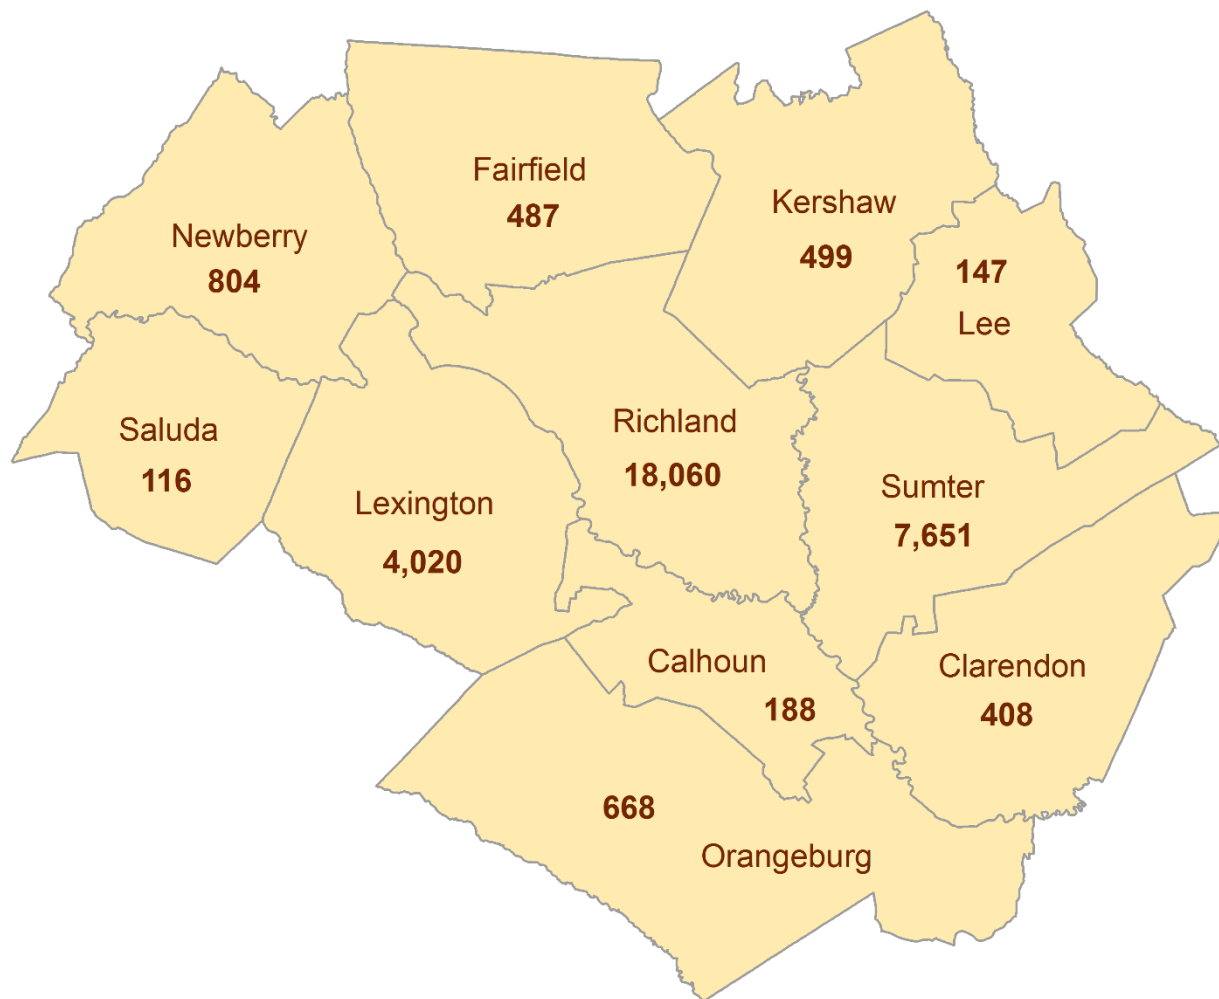 Fairfield
487
Kershaw
499
Newberry
804
147
Lee
Richland
18,060
Saluda
116
Sumter
7,651
Lexington
4,020
Calhoun
188
Clarendon
408
668
Orangeburg